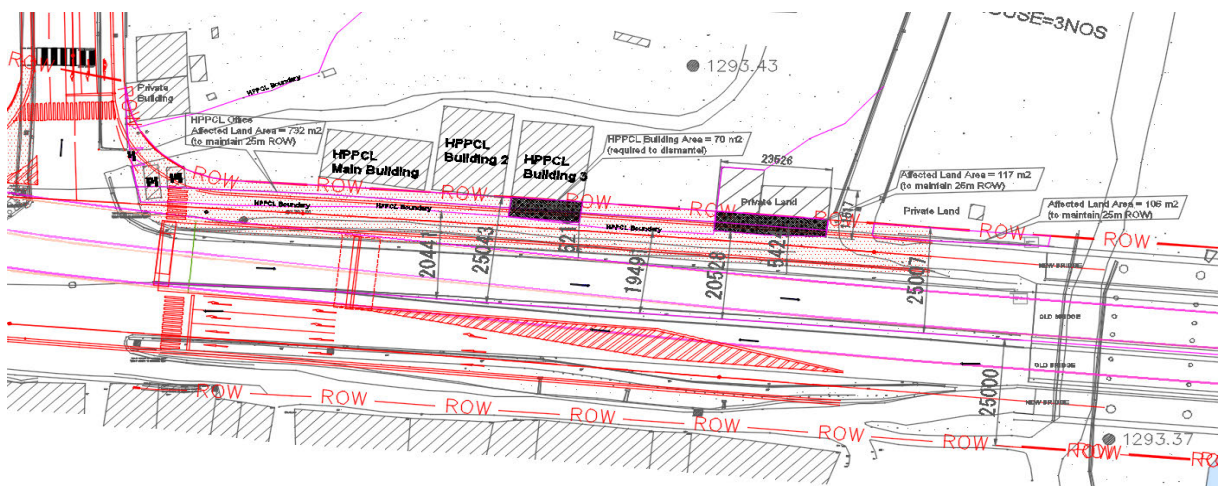 HOUSE=3NOS
1293.43
ROW
Private
Building
HPPCL Boundary
HPPCL Office
Affected Land Area = 732 m2
(to maintain 25m ROW)
HPPCL
Main Building
HPPCL
Building 2
HPPCL
Building 3
HPPCL Building Area = 70 m2
(required to dismantel)
23526
Private Land
Affected Land Area = 117 m2
(to maintain 25m ROW)
Private Land
Affected Land Area = 106 m2
(to maintain 25m ROW)
ROW
ROW
ROW
ROW
ROW
ROW
ROW
ROW
HPPCL Boundary
HPPCL Boundary
HPPCL Boundary
20441
25043
521
1949
20528
542
25007
25000
NEW BRIDGE
OLD BRIDGE
OLD BRIDGE
NEW BRIDGE
ROW
ROW
ROW
ROW
ROW
ROW
ROW
ROW
ROW
1293.37